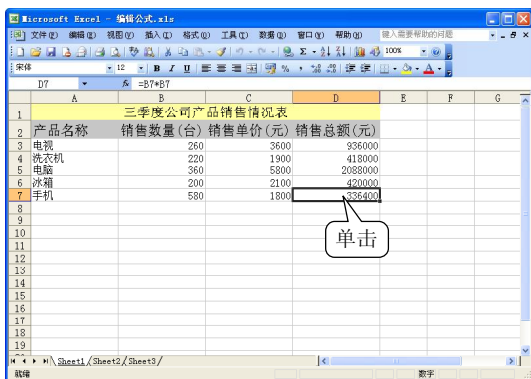 Microsoft Excel - 编辑公式.xls
文件(F) 编辑(E) 视图(V) 插入(I) 格式(O) 工具(T) 数据(D) 窗口(W) 帮助(H) 键入需要帮助的问题
宋体 12 B I U 100%
D7 fx =B7*B7
A B C D E F G
1 三季度公司产品销售情况表
2 产品名称 销售数量(台) 销售单价(元) 销售总额(元)
3 电视 260 3600 936000
4 洗衣机 220 1900 418000
5 电脑 360 5800 2088000
6 冰箱 200 2100 420000
7 手机 580 1800 336400
8
9
10
单击
11
12
13
14
15
16
17
18
19
Sheet1 Sheet2 Sheet3
就绪 数字